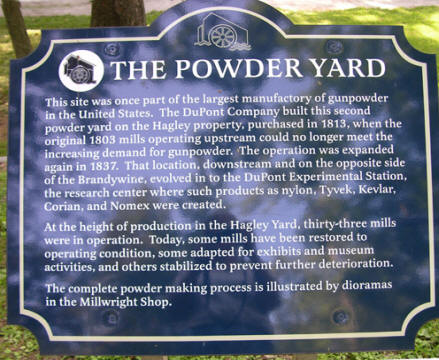 THE POWDER YARD
This site was once part of the largest manufactory of gunpowder
in the United States. The DuPont Company built this second
powder yard on the Hagley property, purchased in 1813, when the
original 1803 mills operating upstream could no longer meet the
increasing demand for gunpowder. The operation was expanded
again in 1837. That location, downstream and on the opposite side
of the Brandywine, evolved in to the DuPont Experimental Station,
the research center where such products as nylon, Tyvek, Kevlar,
Corian, and Nomex were created.
At the height of production in the Hagley Yard, thirty-three mills
were in operation. Today, some mills have been restored to
operating condition, some adapted for exhibits and museum
activities, and others stabilized to prevent further deterioration.
The complete powder making process is illustrated by dioramas
in the Millwright Shop.